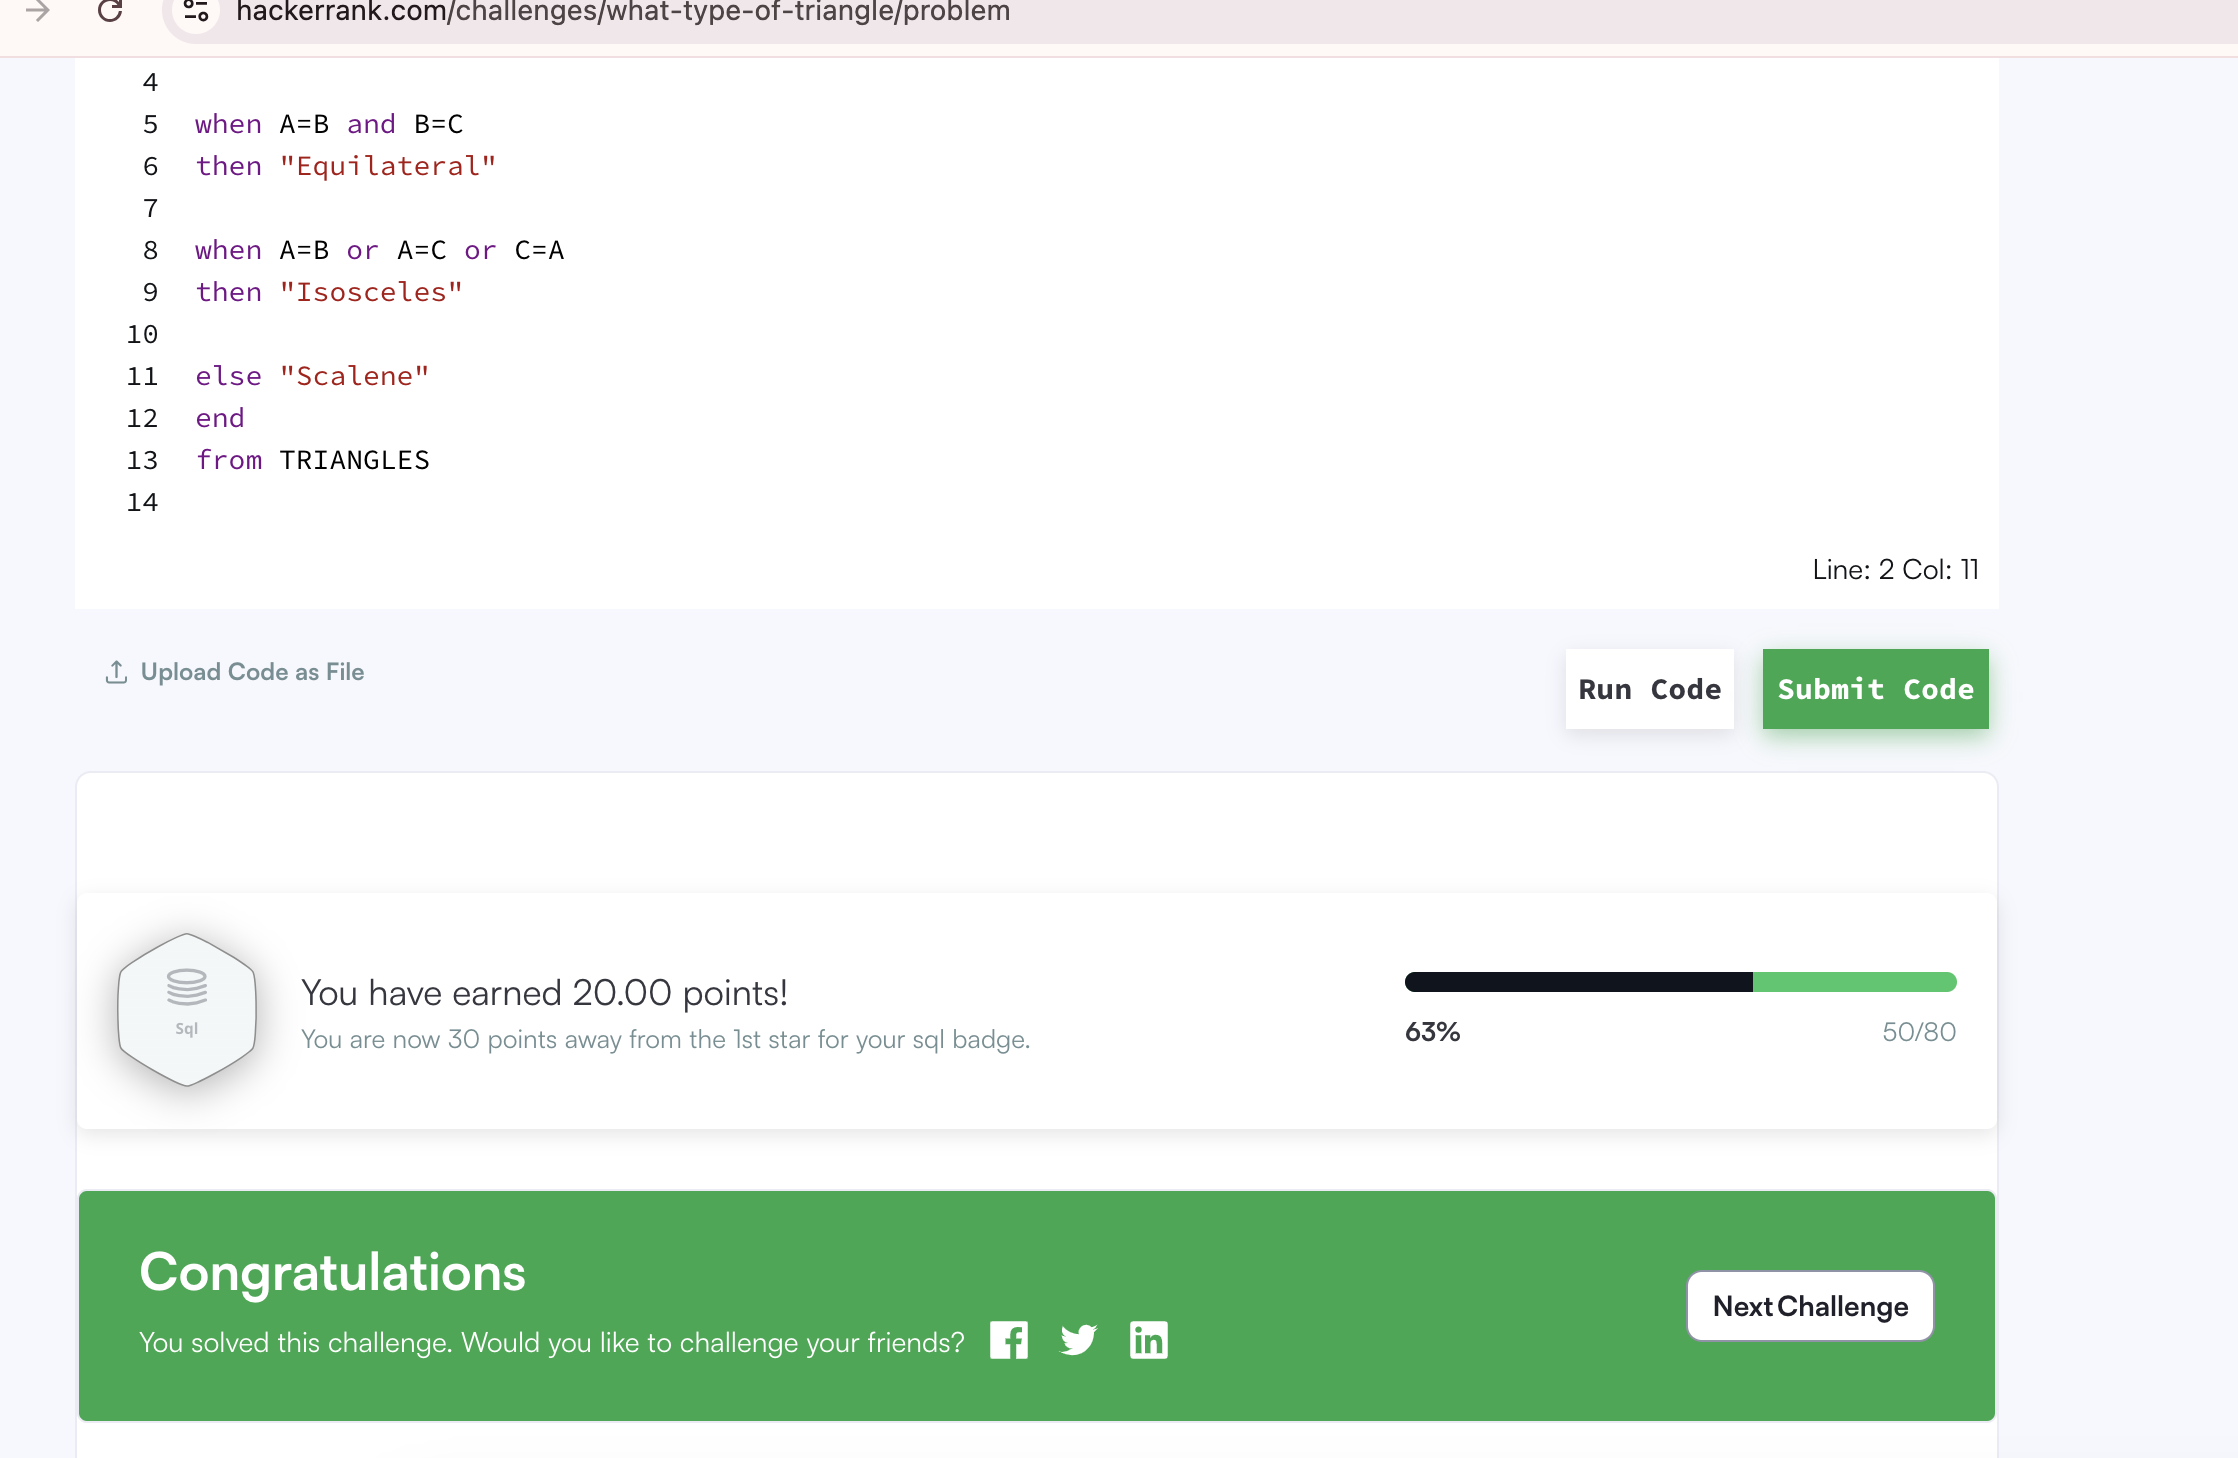 hackerrank.com/challenges/what-type-of-triangle/problem
4
5 when A=B and B=C
6 then "Equilateral"
7
8 when A=B or A=C or C=A
9 then "Isosceles"
10
11 else "Scalene"
12 end
13 from TRIANGLES
14
Line: 2 Col: 11
Upload Code as File
Run Code
Submit Code
Sql
You have earned 20.00 points!
You are now 30 points away from the 1st star for your sql badge.
63%
50/80
Congratulations
You solved this challenge. Would you like to challenge your friends?
Next Challenge